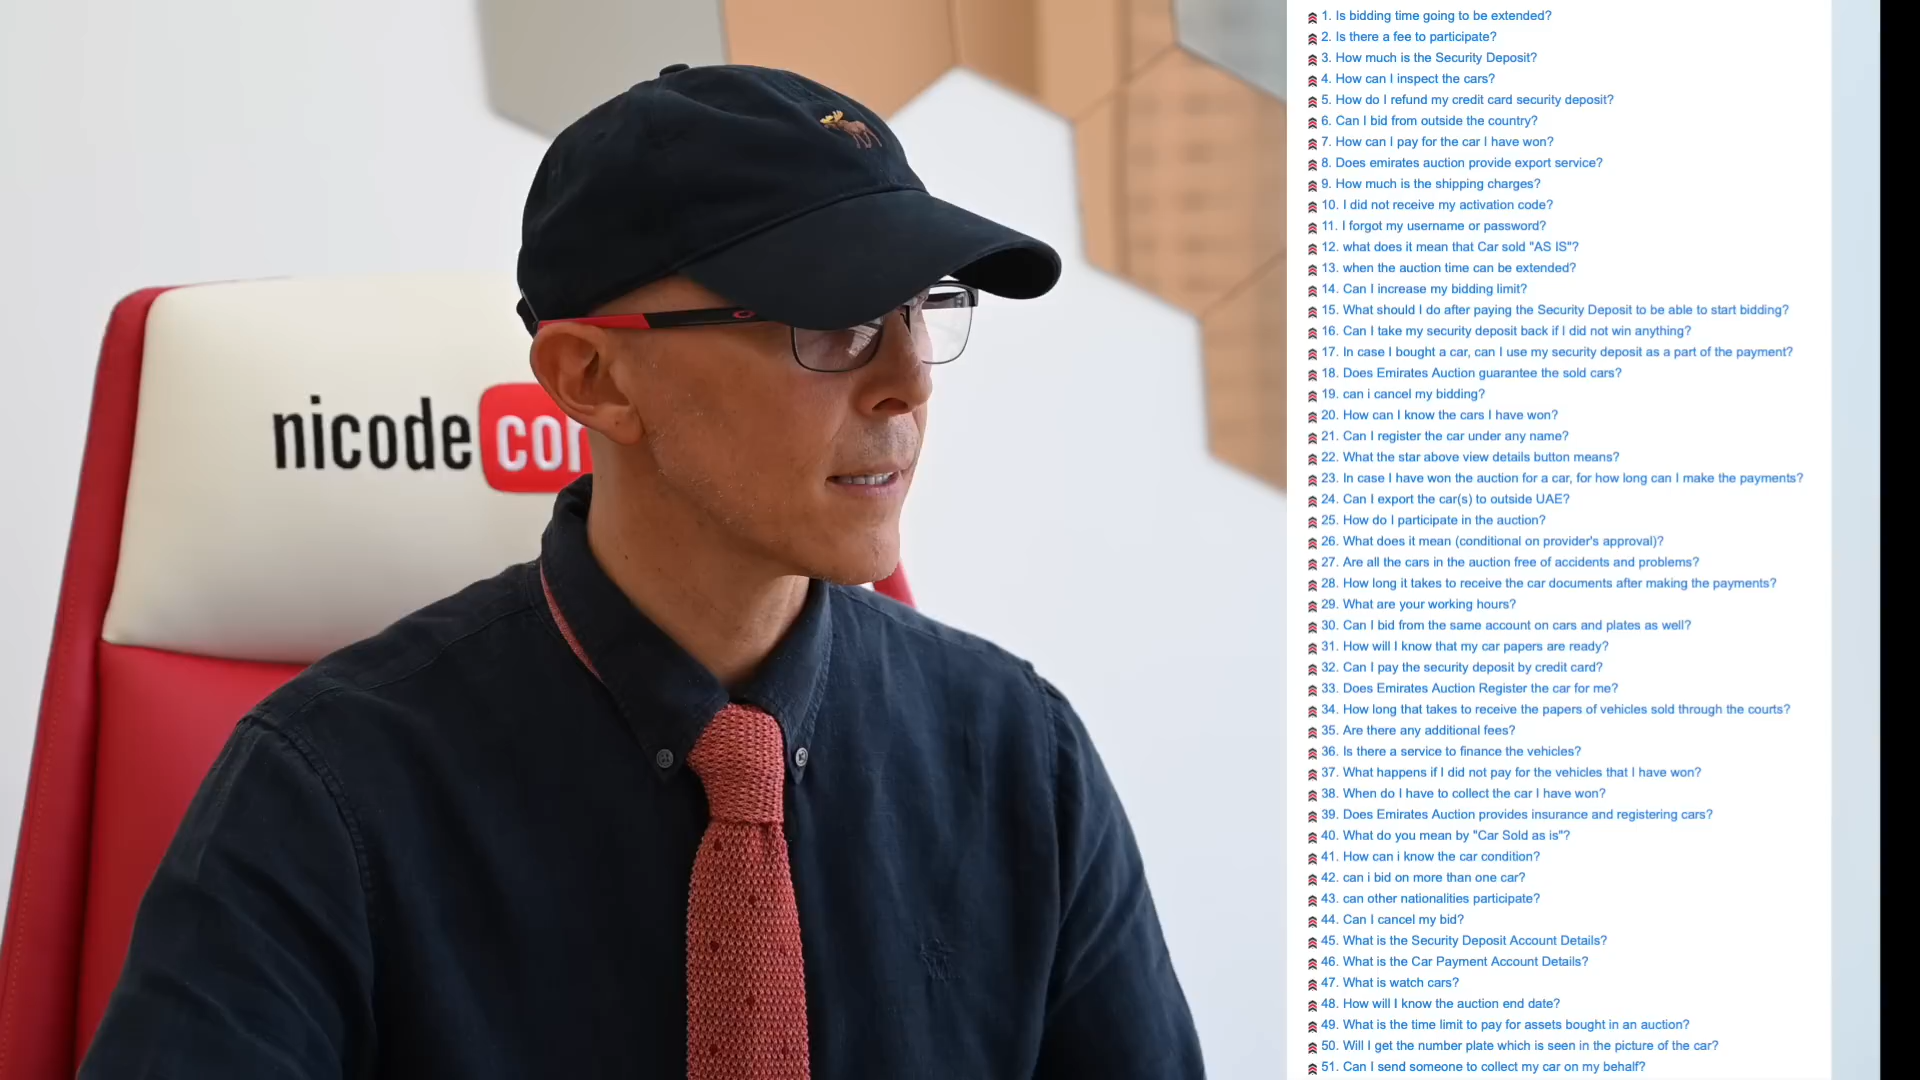 nicode
cor
1. Is bidding time going to be extended?
2. Is there a fee to participate?
3. How much is the Security Deposit?
4. How can I inspect the cars?
5. How do I refund my credit card security deposit?
6. Can I bid from outside the country?
7. How can I pay for the car I have won?
8. Does emirates auction provide export service?
9. How much is the shipping charges?
10. I did not receive my activation code?
11. I forgot my username or password?
12. what does it mean that Car sold "AS IS"?
13. when the auction time can be extended?
14. Can I increase my bidding limit?
15. What should I do after paying the Security Deposit to be able to start bidding?
16. Can I take my security deposit back if I did not win anything?
17. In case I bought a car, can I use my security deposit as a part of the payment?
18. Does Emirates Auction guarantee the sold cars?
19. can i cancel my bidding?
20. How can I know the cars I have won?
21. Can I register the car under any name?
22. What the star above view details button means?
23. In case I have won the auction for a car, for how long can I make the payments?
24. Can I export the car(s) to outside UAE?
25. How do I participate in the auction?
26. What does it mean (conditional on provider's approval)?
27. Are all the cars in the auction free of accidents and problems?
28. How long it takes to receive the car documents after making the payments?
29. What are your working hours?
30. Can I bid from the same account on cars and plates as well?
31. How will I know that my car papers are ready?
32. Can I pay the security deposit by credit card?
33. Does Emirates Auction Register the car for me?
34. How long that takes to receive the papers of vehicles sold through the courts?
35. Are there any additional fees?
36. Is there a service to finance the vehicles?
37. What happens if I did not pay for the vehicles that I have won?
38. When do I have to collect the car I have won?
39. Does Emirates Auction provides insurance and registering cars?
40. What do you mean by "Car Sold as is"?
41. How can i know the car condition?
42. can i bid on more than one car?
43. can other nationalities participate?
44. Can I cancel my bid?
45. What is the Security Deposit Account Details?
46. What is the Car Payment Account Details?
47. What is watch cars?
48. How will I know the auction end date?
49. What is the time limit to pay for assets bought in an auction?
50. Will I get the number plate which is seen in the picture of the car?
51. Can I send someone to collect my car on my behalf?